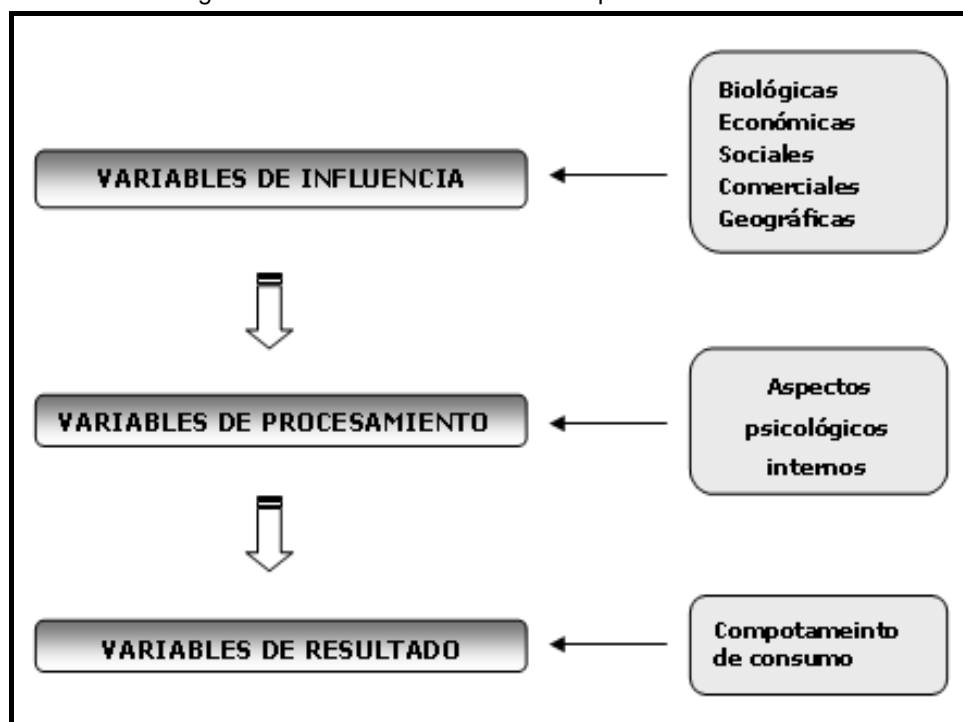 VARIABLES DE INFLUENCIA
Biológicas
Económicas
Sociales
Comerciales
Geográficas
VARIABLES DE PROCESAMIENTO
Aspectos
psicológicos
internos
VARIABLES DE RESULTADO
Compotameinto
de consumo